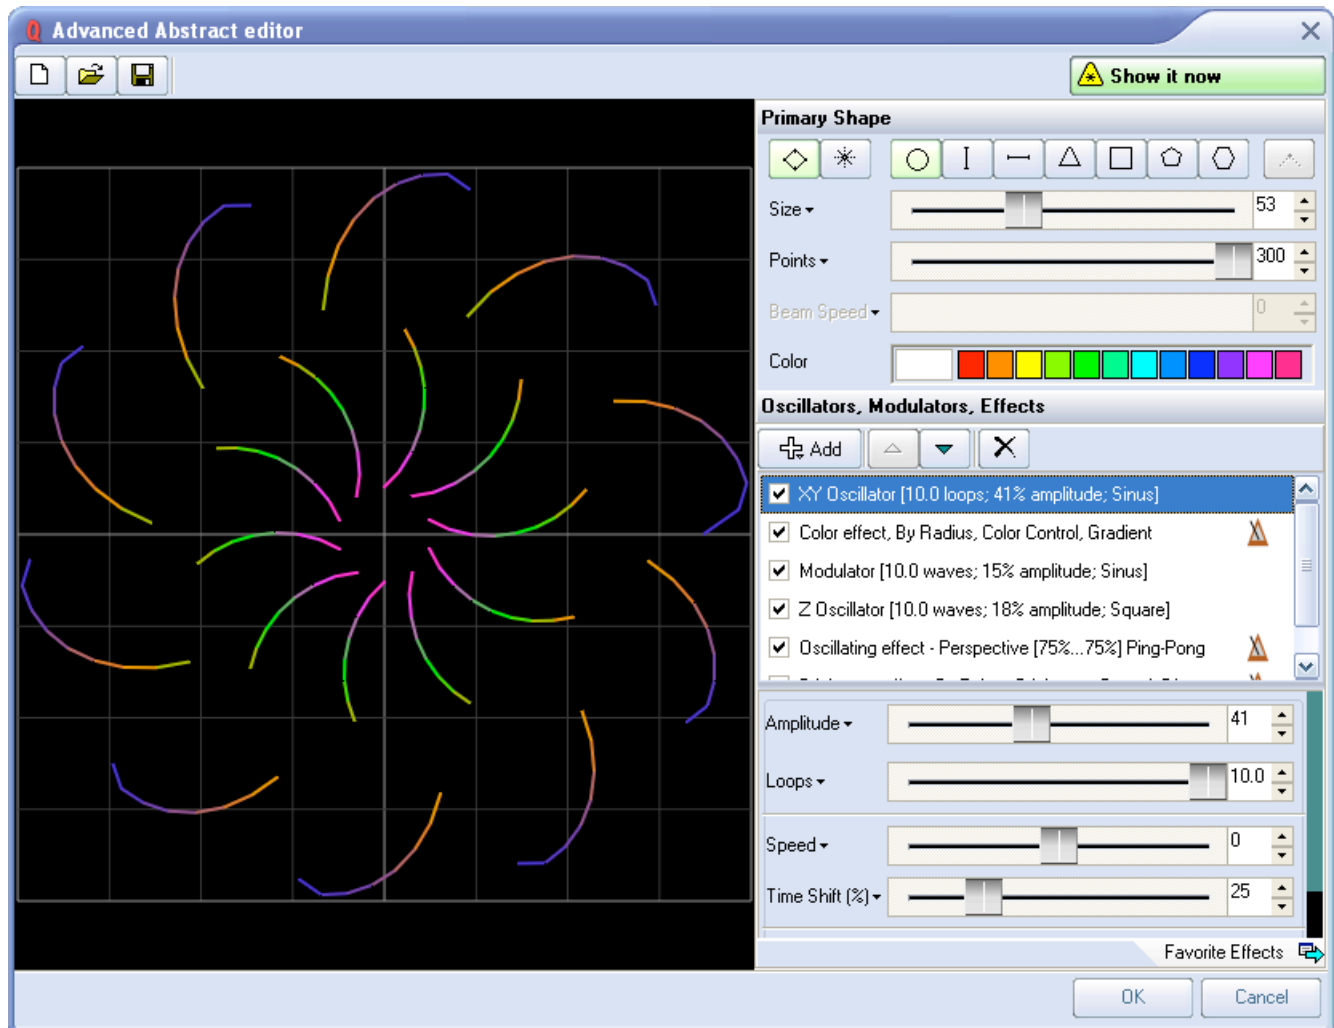 Advanced Abstract editor
Show it now
Primary Shape
Size
53
Points
300
Beam Speed
0
Color
Oscillators, Modulators, Effects
Add
XY Oscillator [10.0 loops; 41% amplitude; Sinus]
Color effect, By Radius, Color Control, Gradient
Modulator [10.0 waves; 15% amplitude; Sinus]
Z Oscillator [10.0 waves; 18% amplitude; Square]
Oscillating effect - Perspective [75%...75%] Ping-Pong
Amplitude
41
Loops
10.0
Speed
0
Time Shift (%)
25
Favorite Effects
OK
Cancel